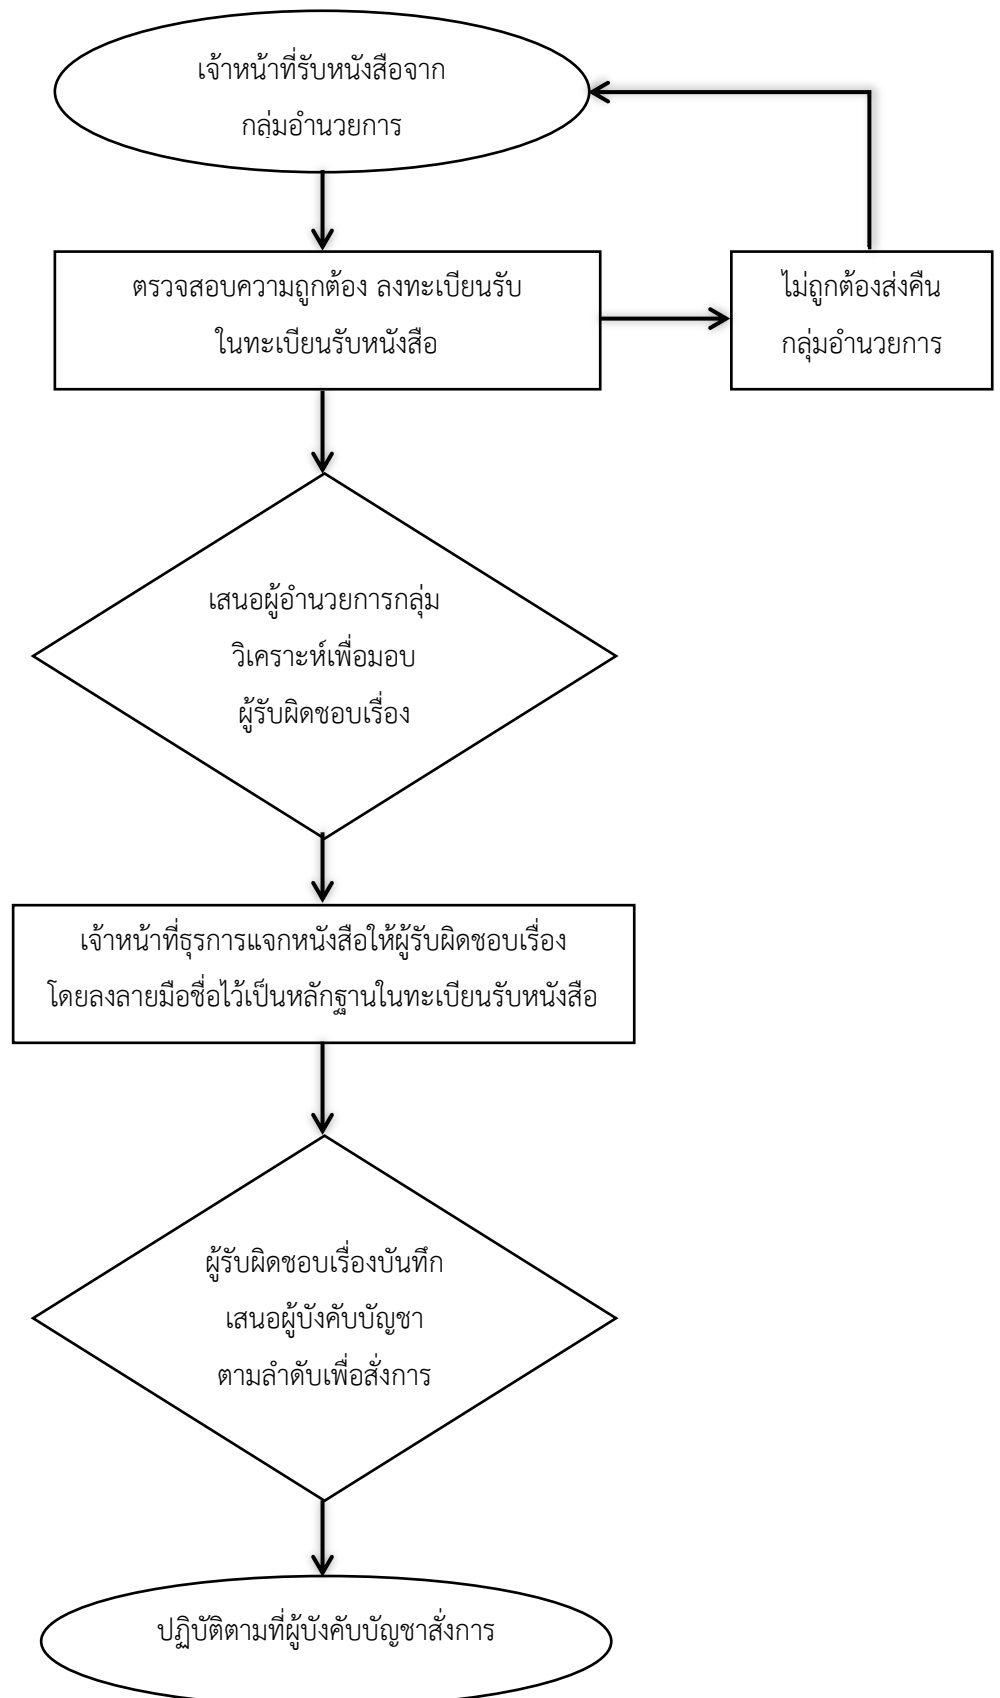 เจ้าหน้าที่รับหนังสือจาก
กลุ่มอำนวยการ
ตรวจสอบความถูกต้อง ลงทะเบียนรับ
ในทะเบียนรับหนังสือ
ไม่ถูกต้องส่งคืน
กลุ่มอำนวยการ
เสนอผู้อำนวยการกลุ่ม
วิเคราะห์เพื่อมอบ
ผู้รับผิดชอบเรื่อง
เจ้าหน้าที่ธุรการแจกหนังสือให้ผู้รับผิดชอบเรื่อง
โดยลงลายมือชื่อไว้เป็นหลักฐานในทะเบียนรับหนังสือ
ผู้รับผิดชอบเรื่องบันทึก
เสนอผู้บังคับบัญชา
ตามลำดับเพื่อสั่งการ
ปฏิบัติตามที่ผู้บังคับบัญชาสั่งการ